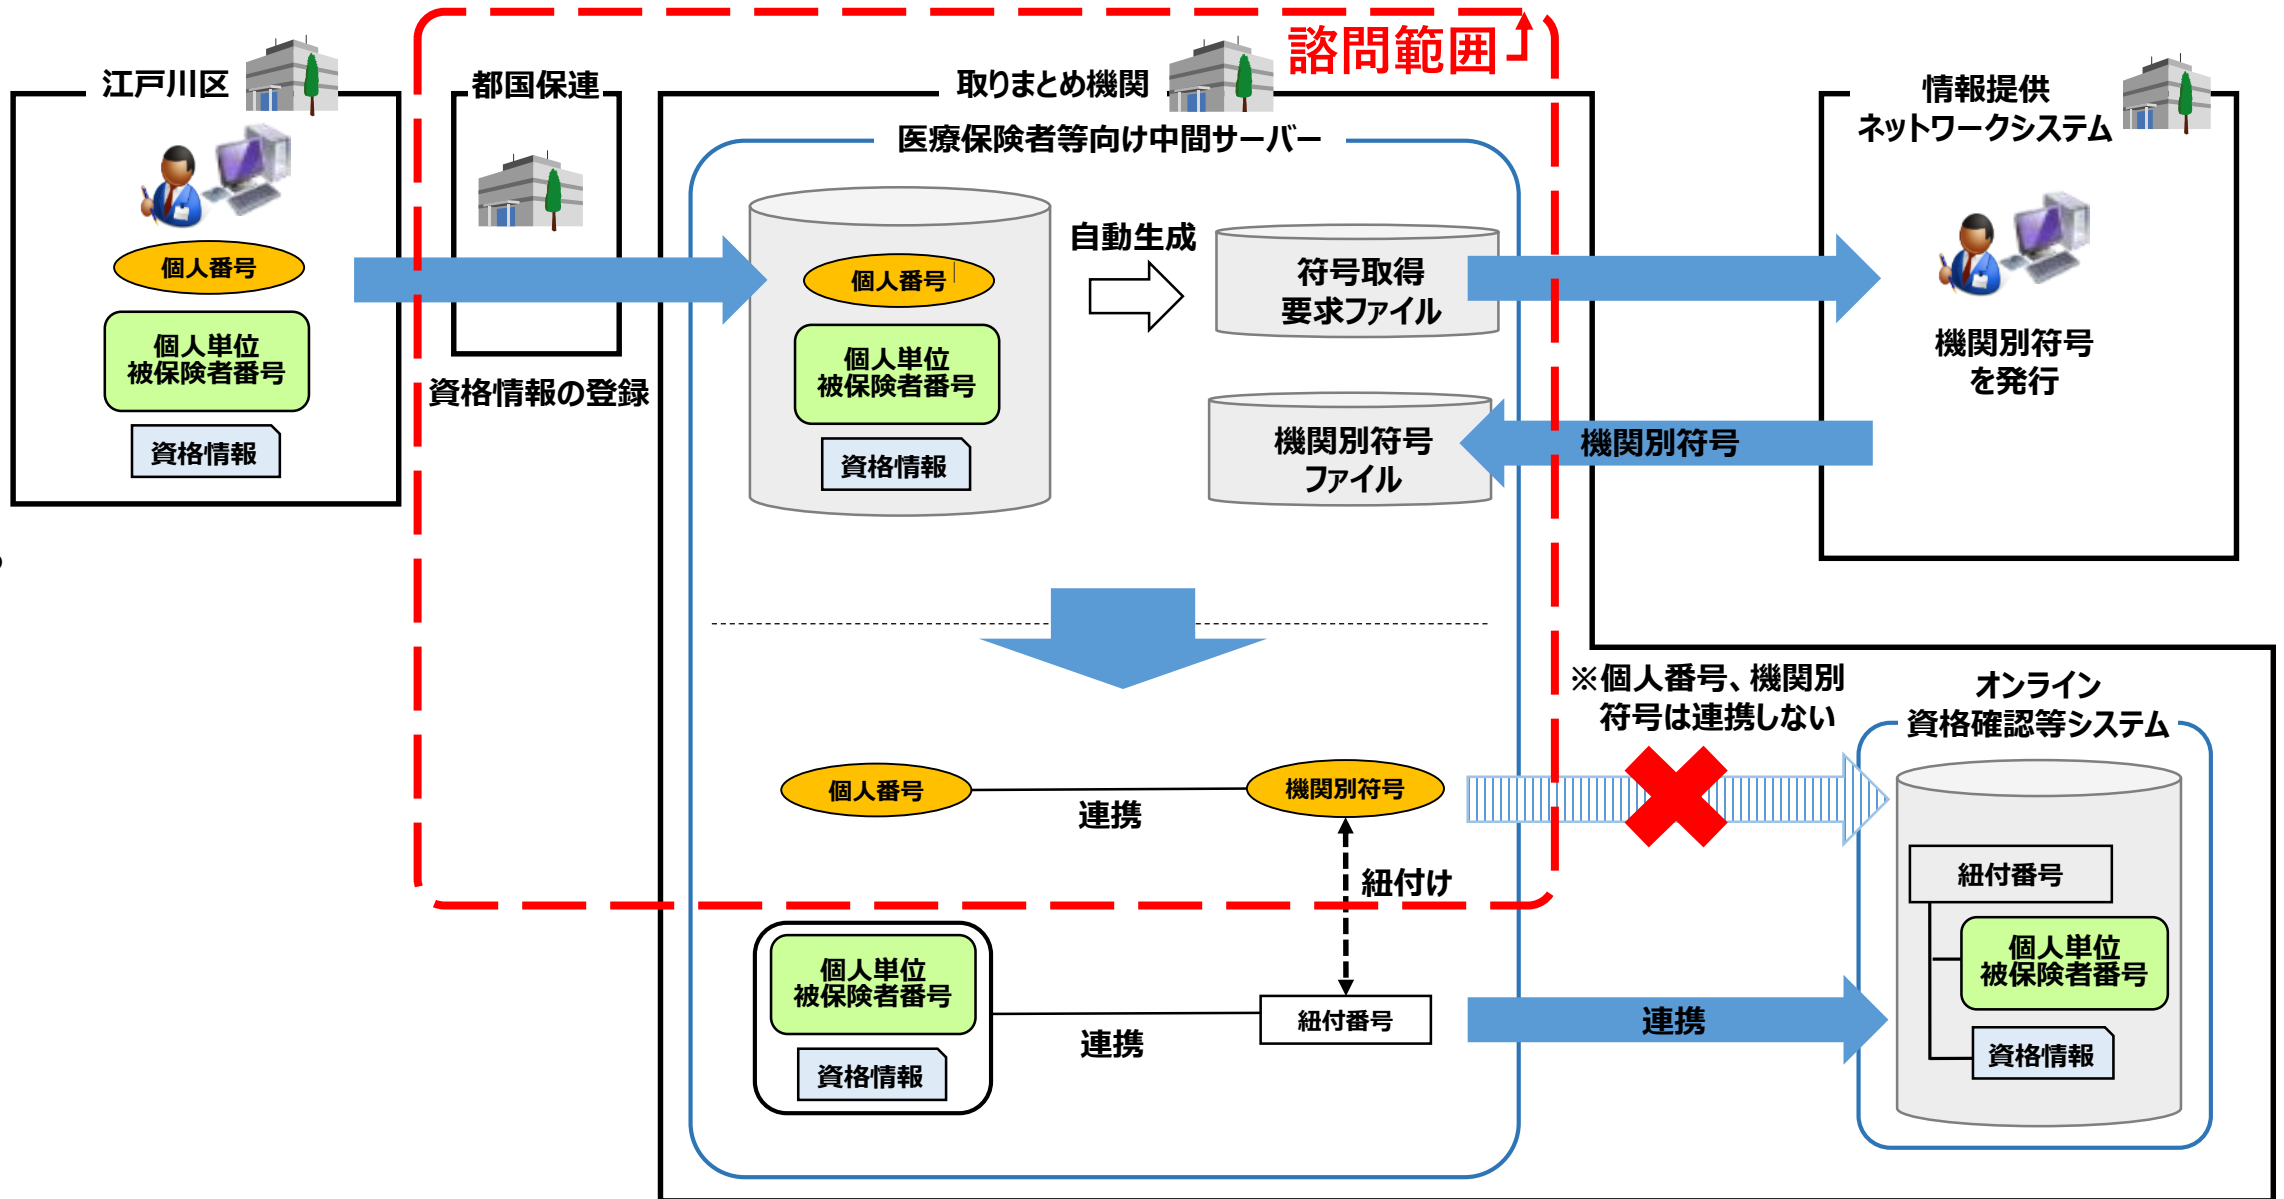 諮問範囲
江戸川区
個人番号
個人単位
被保険者番号
資格情報
都国保連
資格情報の登録
取りまとめ機関
医療保険者等向け中間サーバー
個人番号
個人単位
被保険者番号
資格情報
自動生成
符号取得
要求ファイル
機関別符号
ファイル
機関別符号
情報提供
ネットワークシステム
機関別符号
を発行
個人番号
連携
機関別符号
紐付け
個人単位
被保険者番号
資格情報
連携
紐付番号
※個人番号、機関別
符号は連携しない
連携
オンライン
資格確認等システム
紐付番号
個人単位
被保険者番号
資格情報